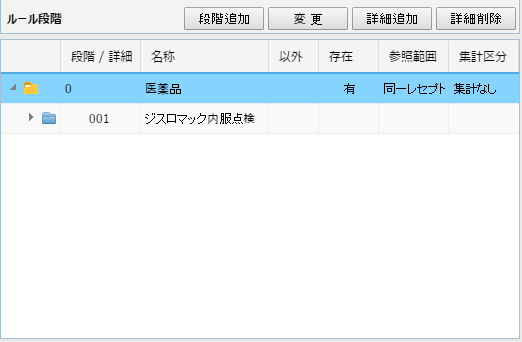 ルール段階 段階追加 変更 詳細追加 詳細削除
段階 / 詳細 名称 以外 存在 参照範囲 集計区分
0 医薬品 有 同一レセプト 集計なし
001 ジスロマック内服点検